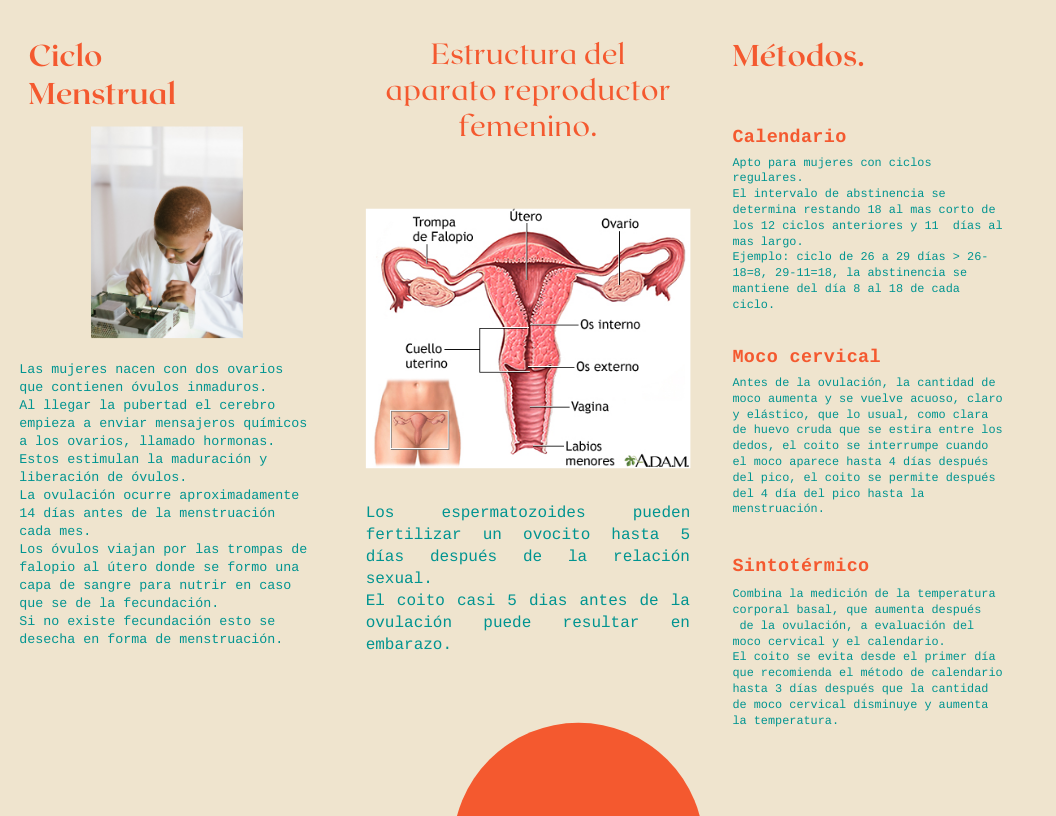 Ciclo
Menstrual
Las mujeres nacen con dos ovarios
que contienen óvulos inmaduros.
Al llegar la pubertad el cerebro
empieza a enviar mensajeros químicos
a los ovarios, llamado hormonas.
Estos estimulan la maduración y
liberación de óvulos.
La ovulación ocurre aproximadamente
14 días antes de la menstruación
cada mes.
Los óvulos viajan por las trompas de
falopio al útero donde se formo una
capa de sangre para nutrir en caso
que se de la fecundación.
Si no existe fecundación esto se
desecha en forma de menstruación.
Estructura del
aparato reproductor
femenino.
Trompa
de Falopio
Útero
Ovario
Os interno
Cuello
uterino
Os externo
Vagina
Labios
menores
A.D.A.M.
Los espermatozoides pueden
fertilizar un ovocito hasta 5
días después de la relación
sexual.
El coito casi 5 dias antes de la
ovulación puede resultar en
embarazo.
Métodos.
Calendario
Apto para mujeres con ciclos
regulares.
El intervalo de abstinencia se
determina restando 18 al mas corto de
los 12 ciclos anteriores y 11  días al
mas largo.
Ejemplo: ciclo de 26 a 29 días > 26-
18=8, 29-11=18, la abstinencia se
mantiene del día 8 al 18 de cada
ciclo.
Moco cervical
Antes de la ovulación, la cantidad de
moco aumenta y se vuelve acuoso, claro
y elástico, que lo usual, como clara
de huevo cruda que se estira entre los
dedos, el coito se interrumpe cuando
el moco aparece hasta 4 días después
del pico, el coito se permite después
del 4 día del pico hasta la
menstruación.
Sintotérmico
Combina la medición de la temperatura
corporal basal, que aumenta después
de la ovulación, a evaluación del
moco cervical y el calendario.
El coito se evita desde el primer día
que recomienda el método de calendario
hasta 3 días después que la cantidad
de moco cervical disminuye y aumenta
la temperatura.